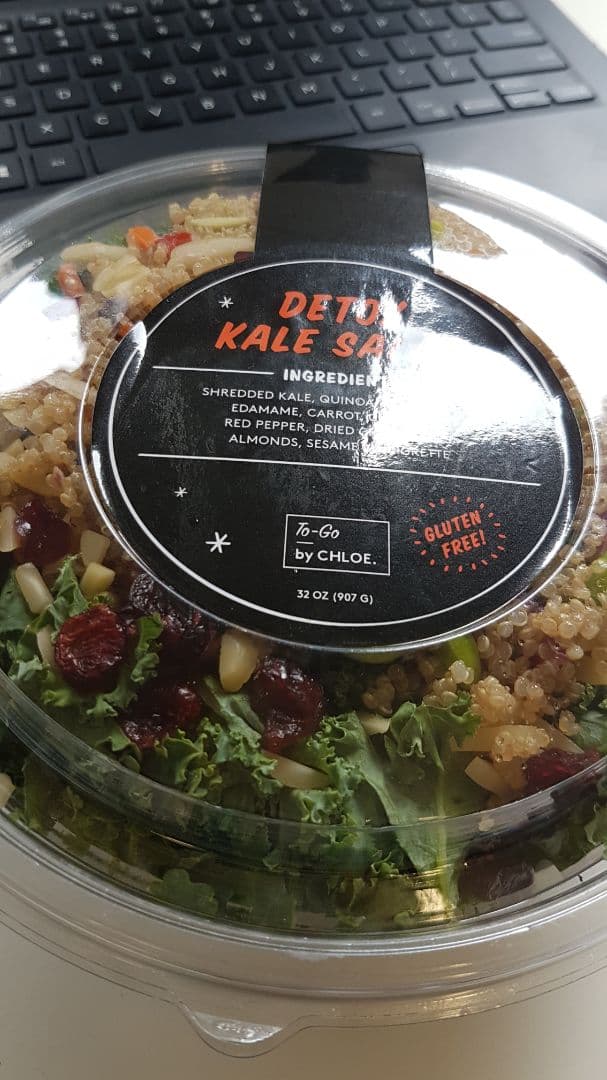 DETOX
KALE
INGREDIEN
SHREDDED KALE, QUINOA
EDAMAME, CARROT,
RED PEPPER, DRIED
ALMONDS, SESAME
To-Go
by CHLOE.
GLUTEN
FREE!
32 OZ (907 G)